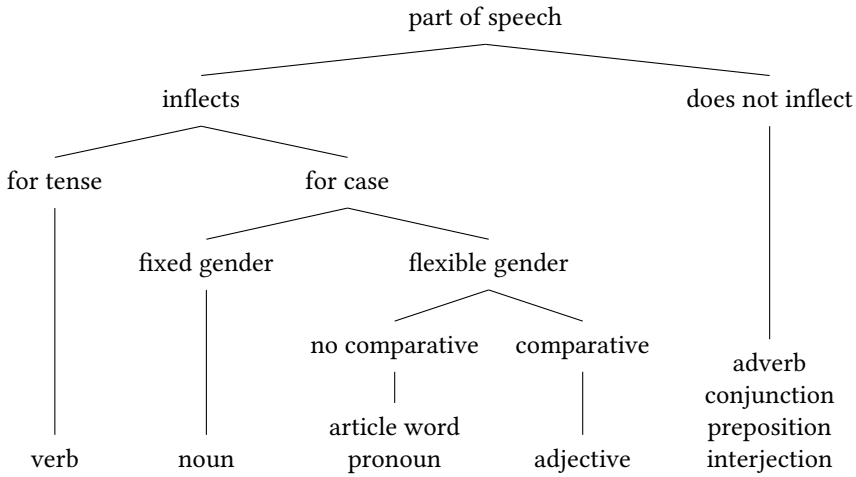 part of speech
inflects
does not inflect
for tense
for case
fixed gender
flexible gender
no comparative
comparative
verb
noun
article word
pronoun
adjective
adverb
conjunction
preposition
interjection